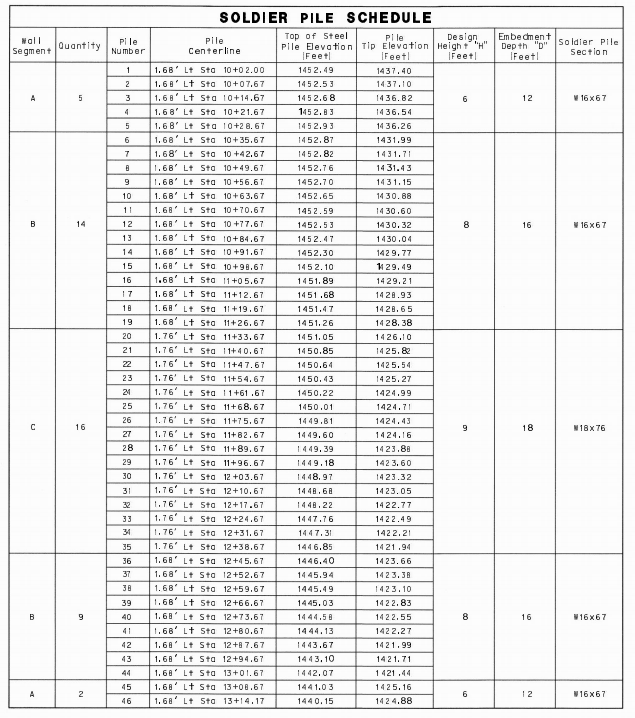 SOLDIER PILE SCHEDULE
Wall Segment | Quantity | Pile Number | Pile Centerline | Top of Steel Pile Elevation (Feet) | Pile Tip Elevation (Feet) | Design Height "H" (Feet) | Embedment Depth "D" (Feet) | Soldier Pile Section
A | 5 | 1 | 1.68' Lt Sta 10+02.00 | 1452.49 | 1437.40 | 6 | 12 | W16x67
2 | 1.68' Lt Sta 10+07.67 | 1452.53 | 1437.10
3 | 1.68' Lt Sta 10+14.67 | 1452.68 | 1436.82
4 | 1.68' Lt Sta 10+21.67 | 1452.83 | 1436.54
5 | 1.68' Lt Sta 10+28.67 | 1452.93 | 1436.26
B | 14 | 6 | 1.68' Lt Sta 10+35.67 | 1452.87 | 1431.99 | 8 | 16 | W16x67
7 | 1.68' Lt Sta 10+42.67 | 1452.82 | 1431.71
8 | 1.68' Lt Sta 10+49.67 | 1452.76 | 1431.43
9 | 1.68' Lt Sta 10+56.67 | 1452.70 | 1431.15
10 | 1.68' Lt Sta 10+63.67 | 1452.65 | 1430.88
11 | 1.68' Lt Sta 10+70.67 | 1452.59 | 1430.60
12 | 1.68' Lt Sta 10+77.67 | 1452.53 | 1430.32
13 | 1.68' Lt Sta 10+84.67 | 1452.47 | 1430.04
14 | 1.68' Lt Sta 10+91.67 | 1452.30 | 1429.77
15 | 1.68' Lt Sta 10+98.67 | 1452.10 | 1429.49
16 | 1.68' Lt Sta 11+05.67 | 1451.89 | 1429.21
17 | 1.68' Lt Sta 11+12.67 | 1451.68 | 1428.93
18 | 1.68' Lt Sta 11+19.67 | 1451.47 | 1428.65
19 | 1.68' Lt Sta 11+26.67 | 1451.26 | 1428.38
C | 16 | 20 | 1.76' Lt Sta 11+33.67 | 1451.05 | 1426.10 | 9 | 18 | W18x76
21 | 1.76' Lt Sta 11+40.67 | 1450.85 | 1425.82
22 | 1.76' Lt Sta 11+47.67 | 1450.64 | 1425.54
23 | 1.76' Lt Sta 11+54.67 | 1450.43 | 1425.27
24 | 1.76' Lt Sta 11+61.67 | 1450.22 | 1424.99
25 | 1.76' Lt Sta 11+68.67 | 1450.01 | 1424.71
26 | 1.76' Lt Sta 11+75.67 | 1449.81 | 1424.43
27 | 1.76' Lt Sta 11+82.67 | 1449.60 | 1424.16
28 | 1.76' Lt Sta 11+89.67 | 1449.39 | 1423.88
29 | 1.76' Lt Sta 11+96.67 | 1449.18 | 1423.60
30 | 1.76' Lt Sta 12+03.67 | 1448.97 | 1423.32
31 | 1.76' Lt Sta 12+10.67 | 1448.68 | 1423.05
32 | 1.76' Lt Sta 12+17.67 | 1448.22 | 1422.77
33 | 1.76' Lt Sta 12+24.67 | 1447.76 | 1422.49
34 | 1.76' Lt Sta 12+31.67 | 1447.31 | 1422.21
35 | 1.76' Lt Sta 12+38.67 | 1446.85 | 1421.94
B | 9 | 36 | 1.68' Lt Sta 12+45.67 | 1446.40 | 1423.66 | 8 | 16 | W16x67
37 | 1.68' Lt Sta 12+52.67 | 1445.94 | 1423.38
38 | 1.68' Lt Sta 12+59.67 | 1445.49 | 1423.10
39 | 1.68' Lt Sta 12+66.67 | 1445.03 | 1422.83
40 | 1.68' Lt Sta 12+73.67 | 1444.58 | 1422.55
41 | 1.68' Lt Sta 12+80.67 | 1444.13 | 1422.27
42 | 1.68' Lt Sta 12+87.67 | 1443.67 | 1421.99
43 | 1.68' Lt Sta 12+94.67 | 1443.10 | 1421.71
44 | 1.68' Lt Sta 13+01.67 | 1442.07 | 1421.44
A | 2 | 45 | 1.68' Lt Sta 13+08.67 | 1441.03 | 1425.16 | 6 | 12 | W16x67
46 | 1.68' Lt Sta 13+14.17 | 1440.15 | 1424.88